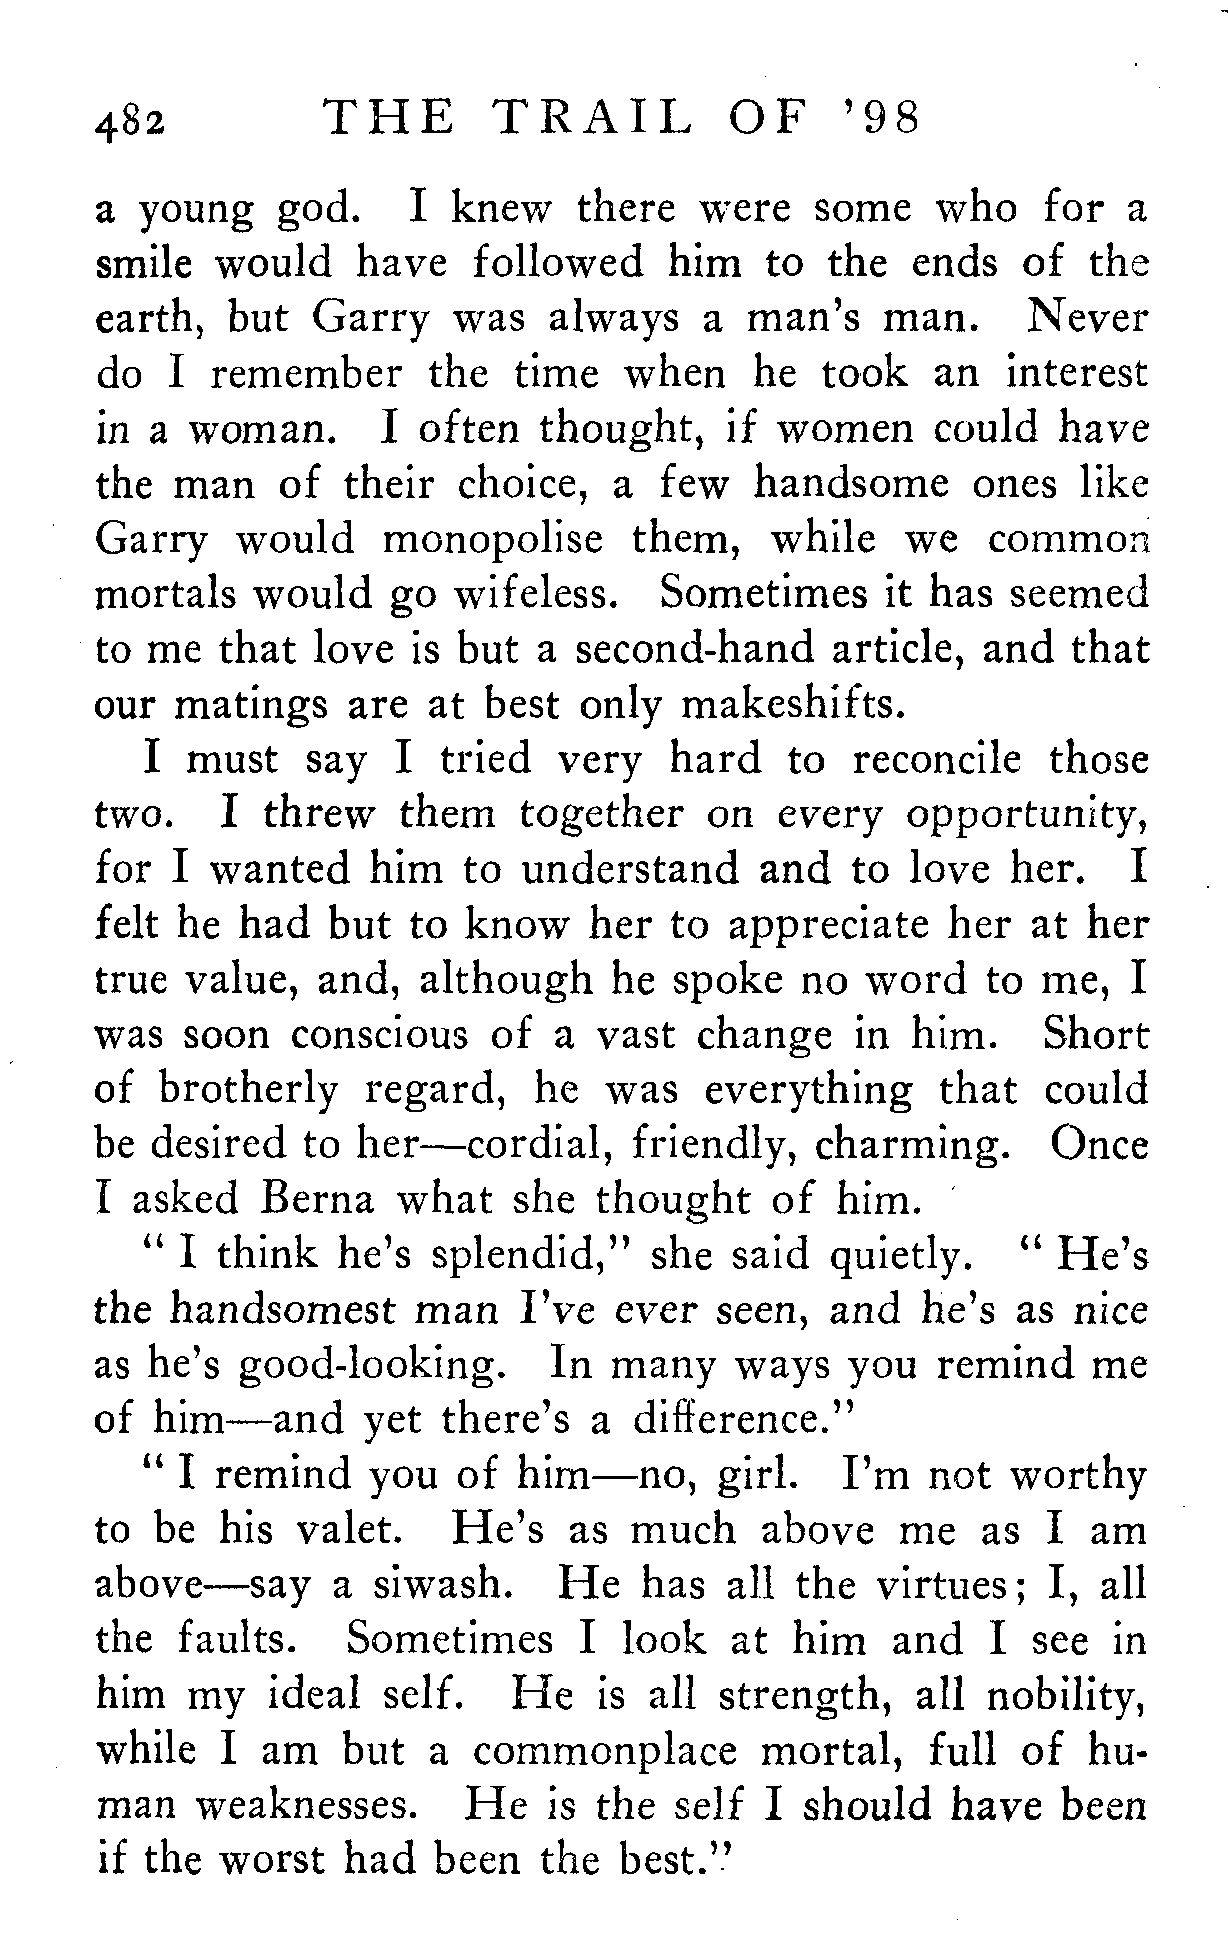 482 THE TRAIL OF '98
a young god. I knew there were some who for a
smile would have followed him to the ends of the
earth, but Garry was always a man's man. Never
do I remember the time when he took an interest
in a woman. I often thought, if women could have
the man of their choice, a few handsome ones like
Garry would monopolise them, while we common
mortals would go wifeless. Sometimes it has seemed
to me that love is but a second-hand article, and that
our matings are at best only makeshifts.
I must say I tried very hard to reconcile those
two. I threw them together on every opportunity,
for I wanted him to understand and to love her. I
felt he had but to know her to appreciate her at her
true value, and, although he spoke no word to me, I
was soon conscious of a vast change in him. Short
of brotherly regard, he was everything that could
be desired to her—cordial, friendly, charming. Once
I asked Berna what she thought of him.
" I think he's splendid," she said quietly. " He's
the handsomest man I've ever seen, and he's as nice
as he's good-looking. In many ways you remind me
of him—and yet there's a difference."
" I remind you of him—no, girl. I'm not worthy
to be his valet. He's as much above me as I am
above—say a siwash. He has all the virtues; I, all
the faults. Sometimes I look at him and I see in
him my ideal self. He is all strength, all nobility,
while I am but a commonplace mortal, full of hu-
man weaknesses. He is the self I should have been
if the worst had been the best."